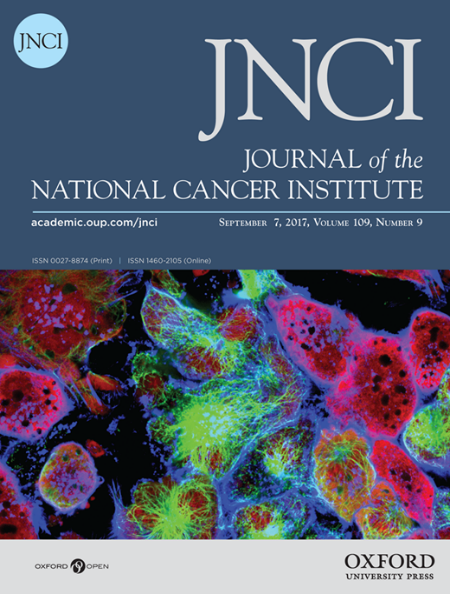 JNCI
JNCI
JOURNAL of the
NATIONAL CANCER INSTITUTE
academic.oup.com/jnci SEPTEMBER 7, 2017, VOLUME 109, NUMBER 9
ISSN 0027-8874 (Print) | ISSN 1460-2105 (Online)
OXFORD OPEN
OXFORD
UNIVERSITY PRESS